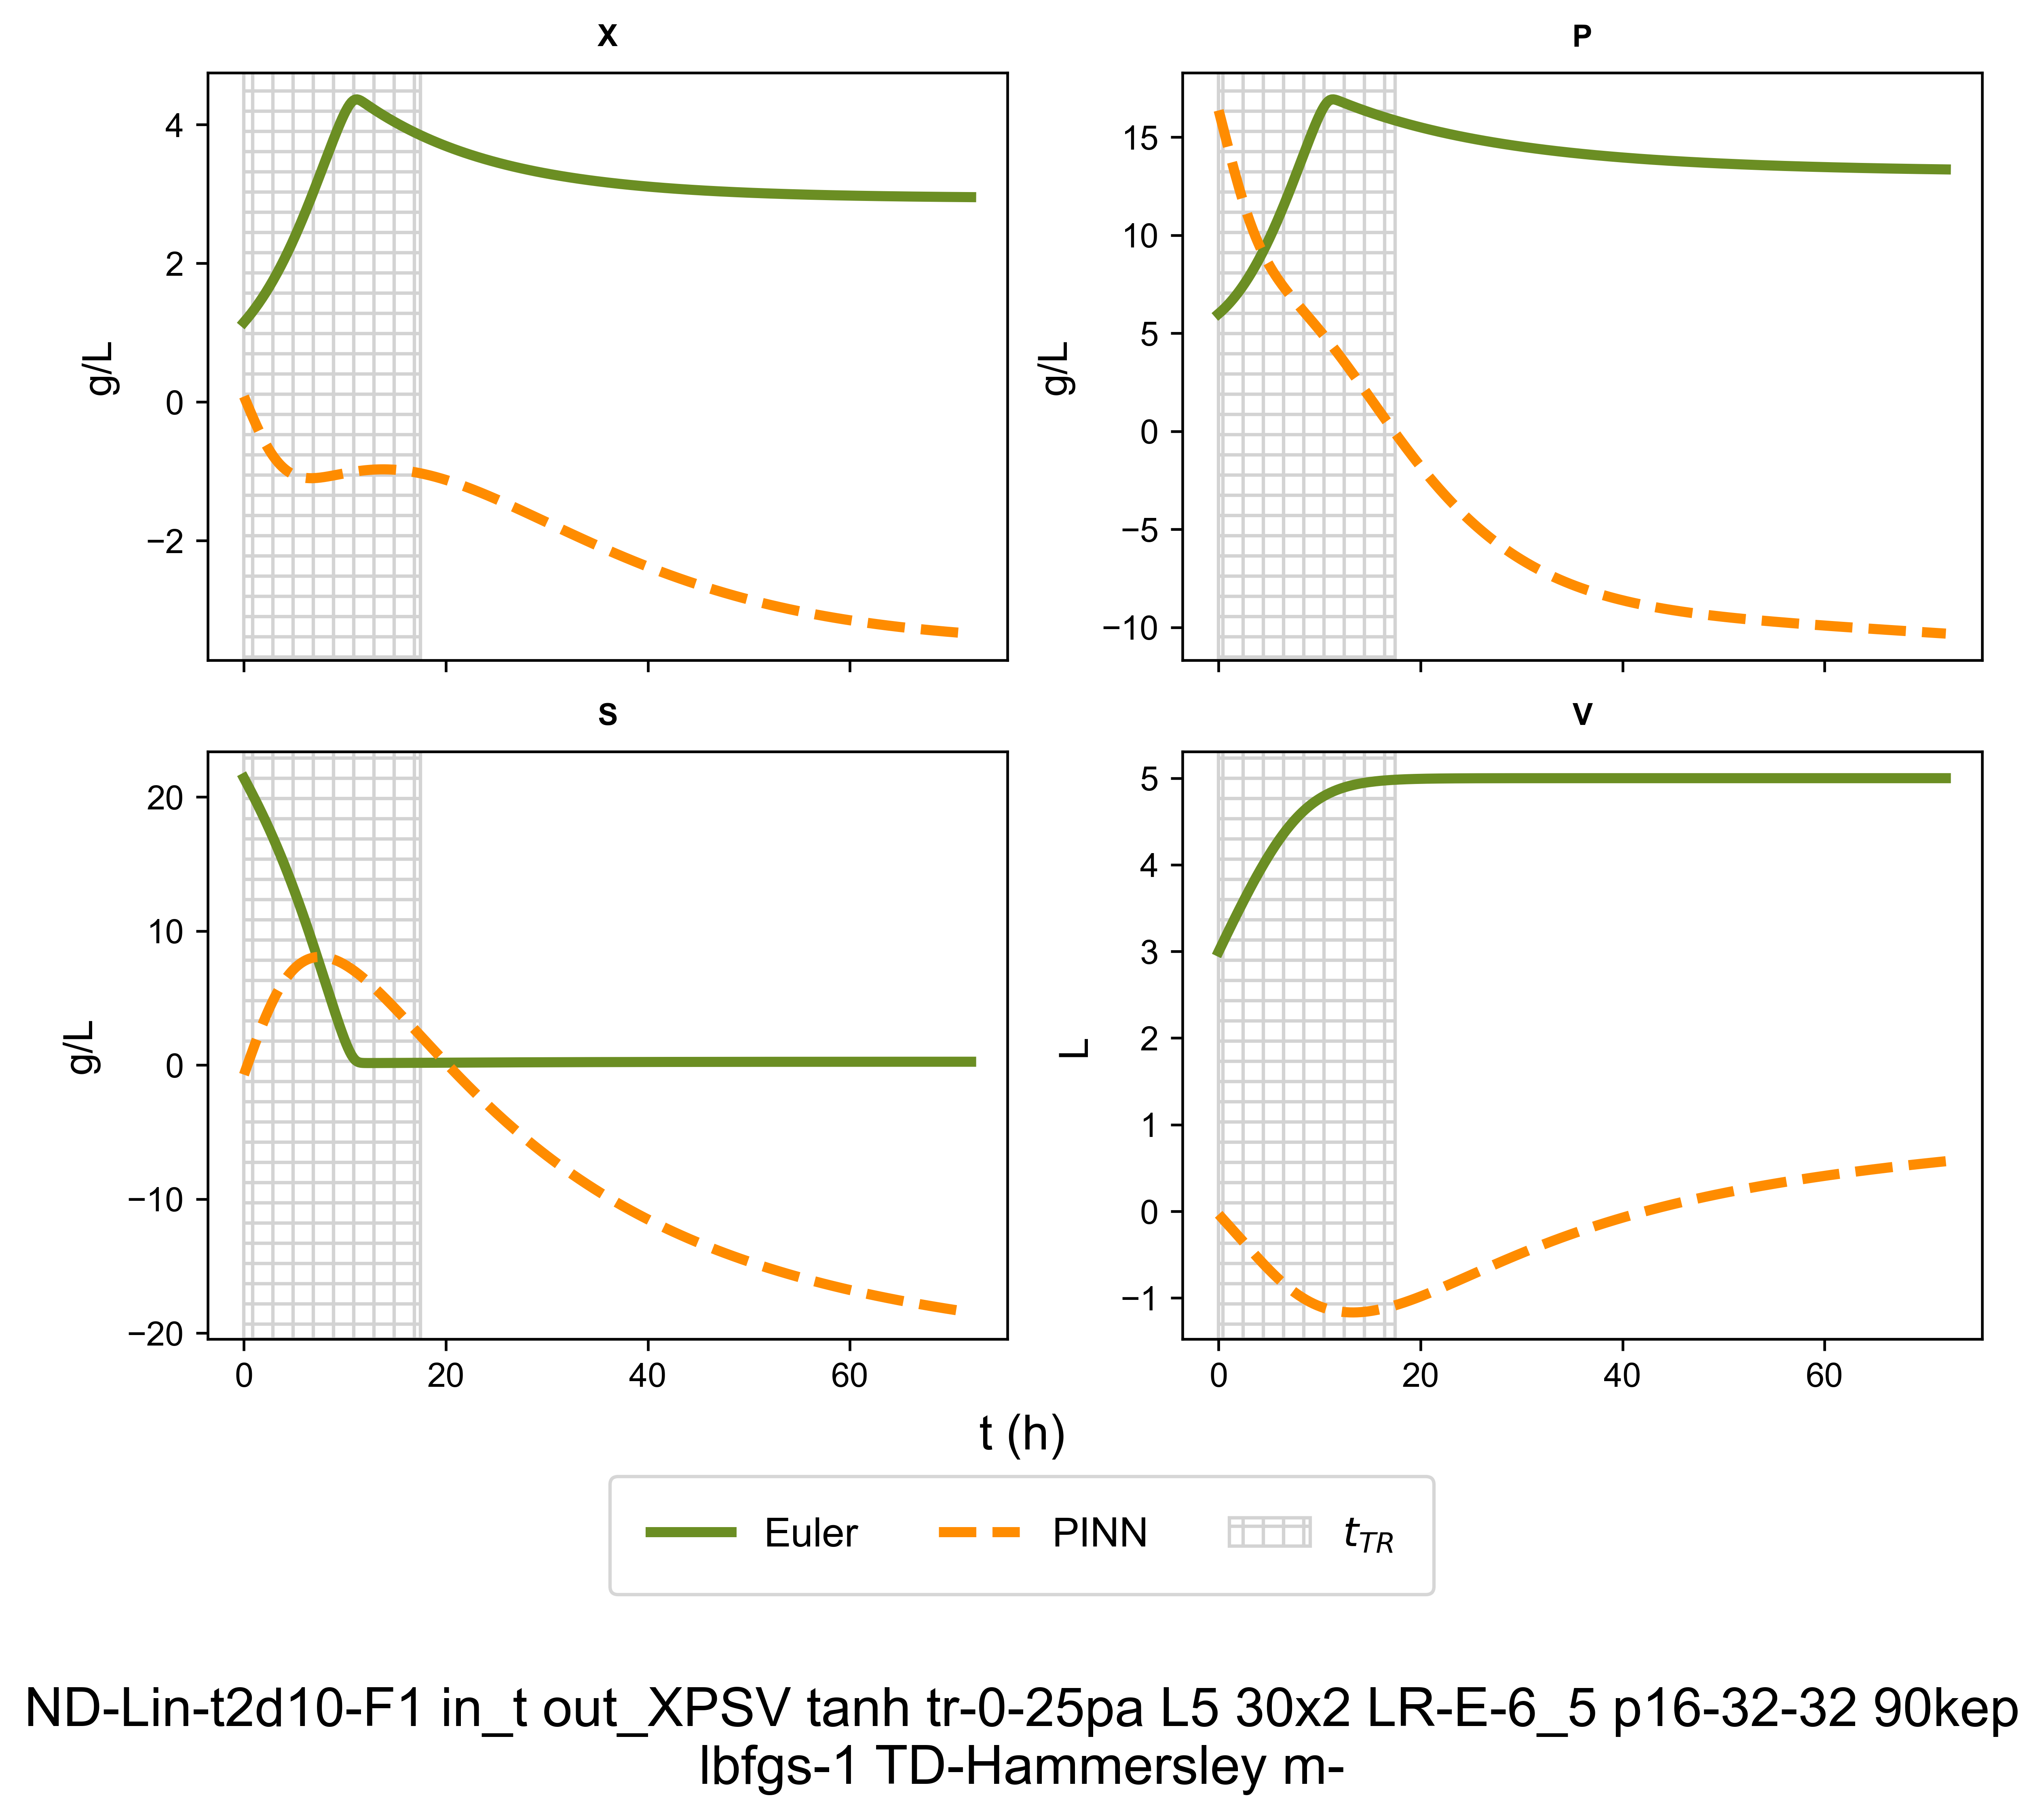 X
P
4
2
0
−2
g/L
15
10
5
0
−5
−10
g/L
S
V
20
10
0
−10
−20
g/L
0
20
40
60
5
4
3
2
1
0
−1
L
0
20
40
60
t (h)
Euler
PINN
tTR
ND-Lin-t2d10-F1 in_t out_XPSV tanh tr-0-25pa L5 30x2 LR-E-6_5 p16-32-32 90kep
lbfgs-1 TD-Hammersley m-